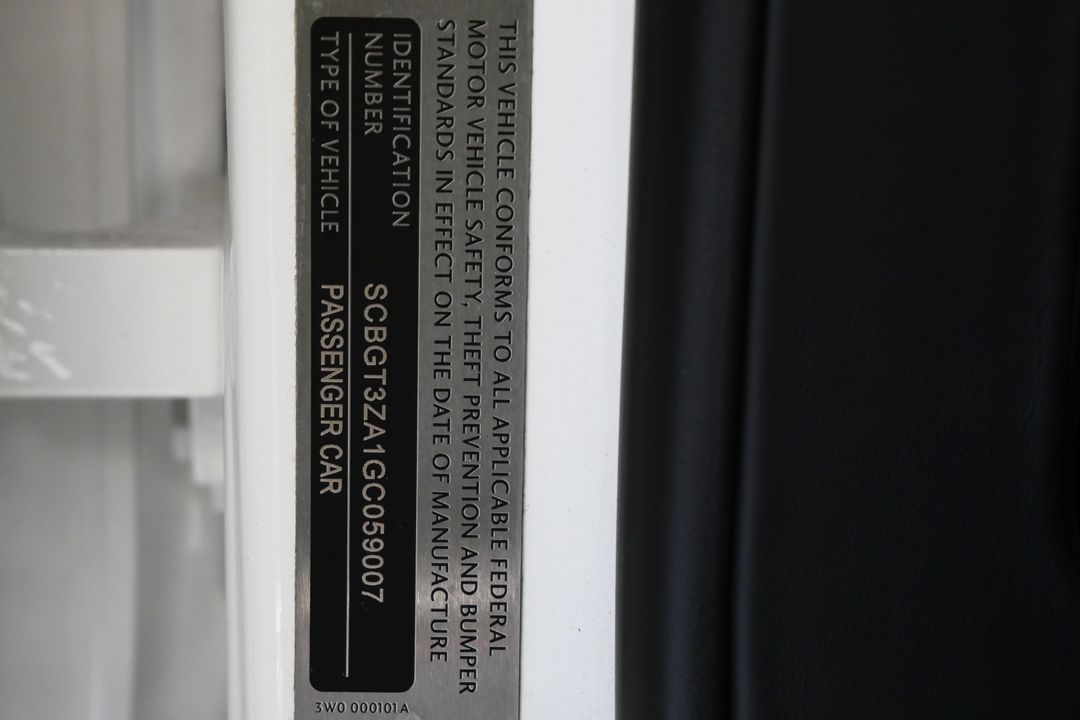 THIS VEHICLE CONFORMS TO ALL APPLICABLE FEDERAL
MOTOR VEHICLE SAFETY, THEFT PREVENTION AND BUMPER
STANDARDS IN EFFECT ON THE DATE OF MANUFACTURE
IDENTIFICATION
NUMBER SCBGT3ZA1GC059007
TYPE OF VEHICLE PASSENGER CAR
3W0 000101 A